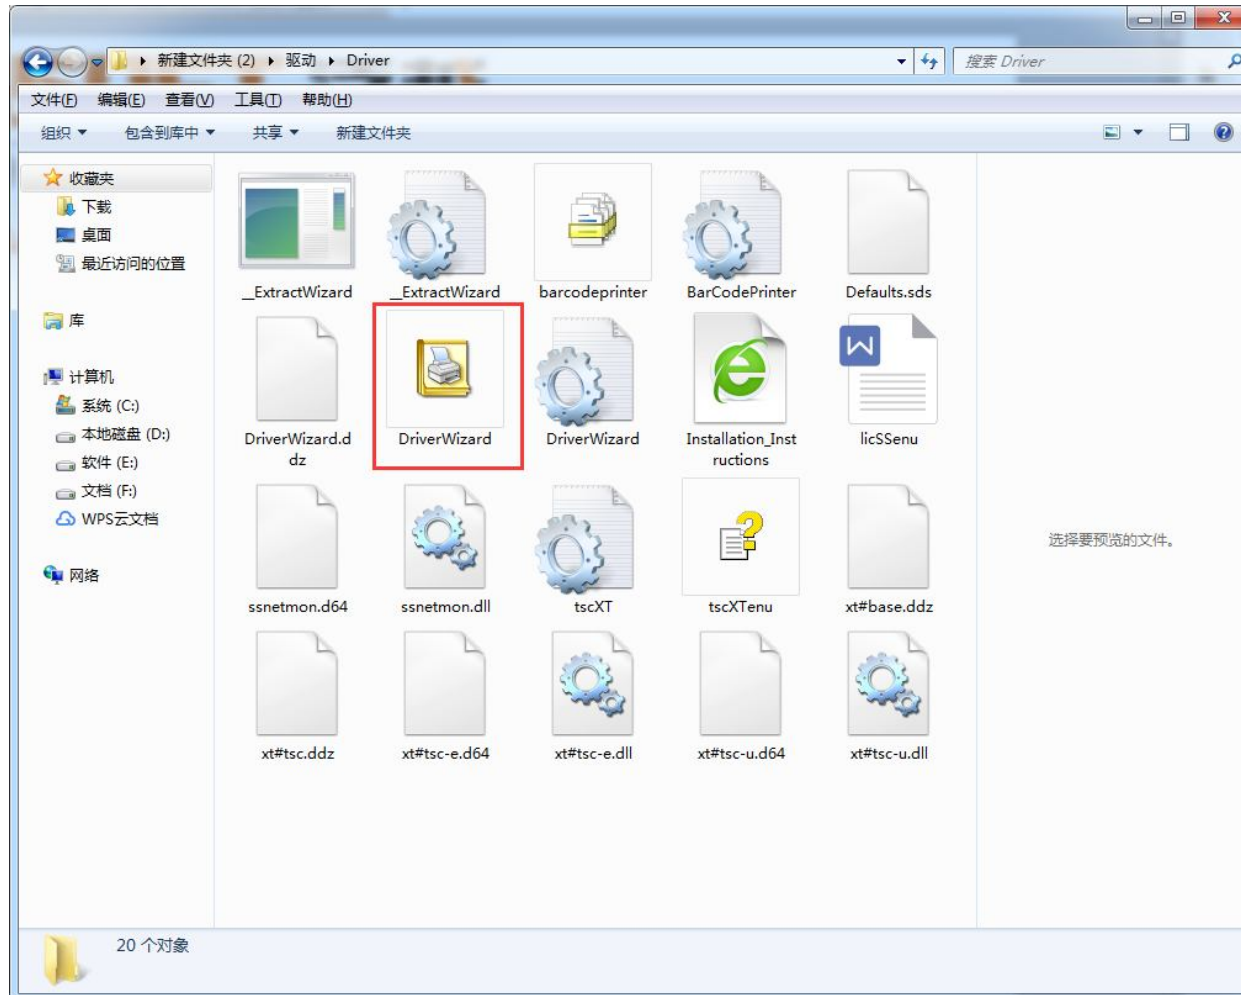 新建文件夹 (2) 驱动 Driver
搜索 Driver
文件(F) 编辑(E) 查看(V) 工具(T) 帮助(H)
组织 包含到库中 共享 新建文件夹
收藏夹
下载
桌面
最近访问的位置
库
计算机
系统 (C:)
本地磁盘 (D:)
软件 (E:)
文档 (F:)
WPS云文档
网络
__ExtractWizard __ExtractWizard barcodeprinter BarCodePrinter Defaults.sds
DriverWizard.d DriverWizard DriverWizard Installation_Inst licSSenu
dz ructions
ssnetmon.d64 ssnetmon.dll tscXT tscXTenu xt#base.ddz
xt#tsc.ddz xt#tsc-e.d64 xt#tsc-e.dll xt#tsc-u.d64 xt#tsc-u.dll
选择要预览的文件。
20 个对象